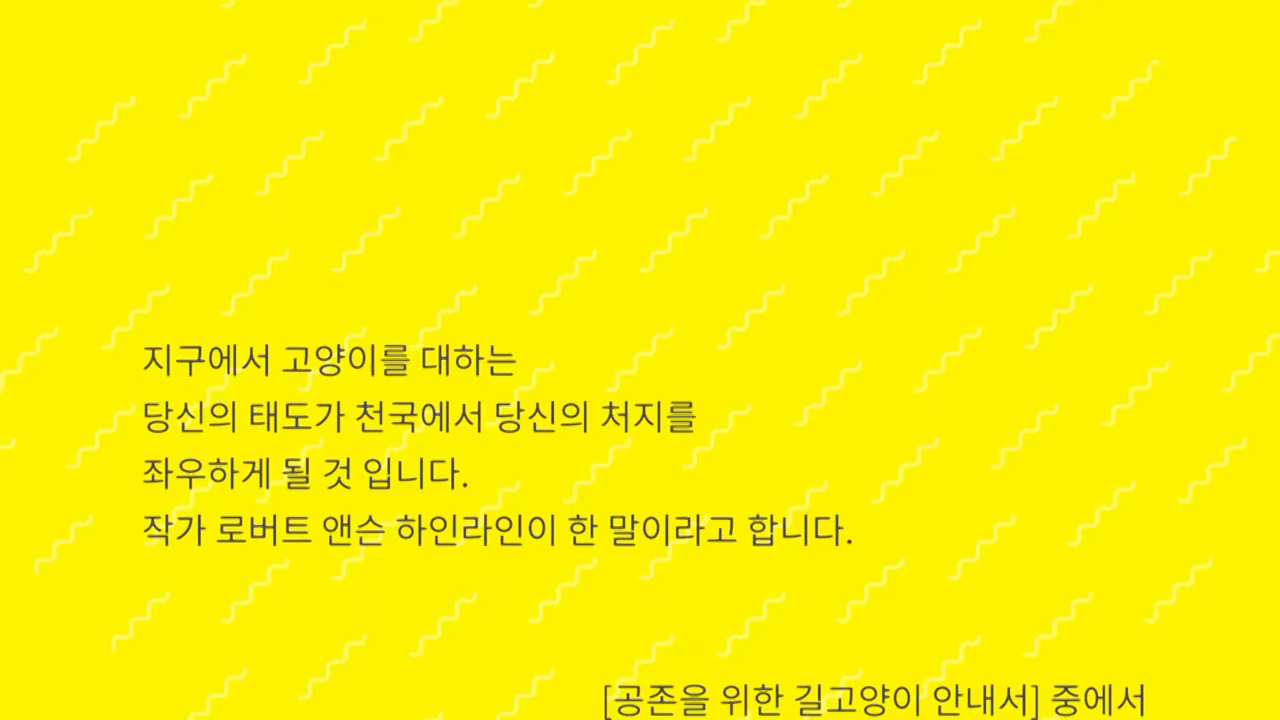 지구에서 고양이를 대하는
당신의 태도가 천국에서 당신의 처지를
좌우하게 될 것 입니다.
작가 로버트 앤슨 하인라인이 한 말이라고 합니다.
[공존을 위한 길고양이 안내서] 중에서